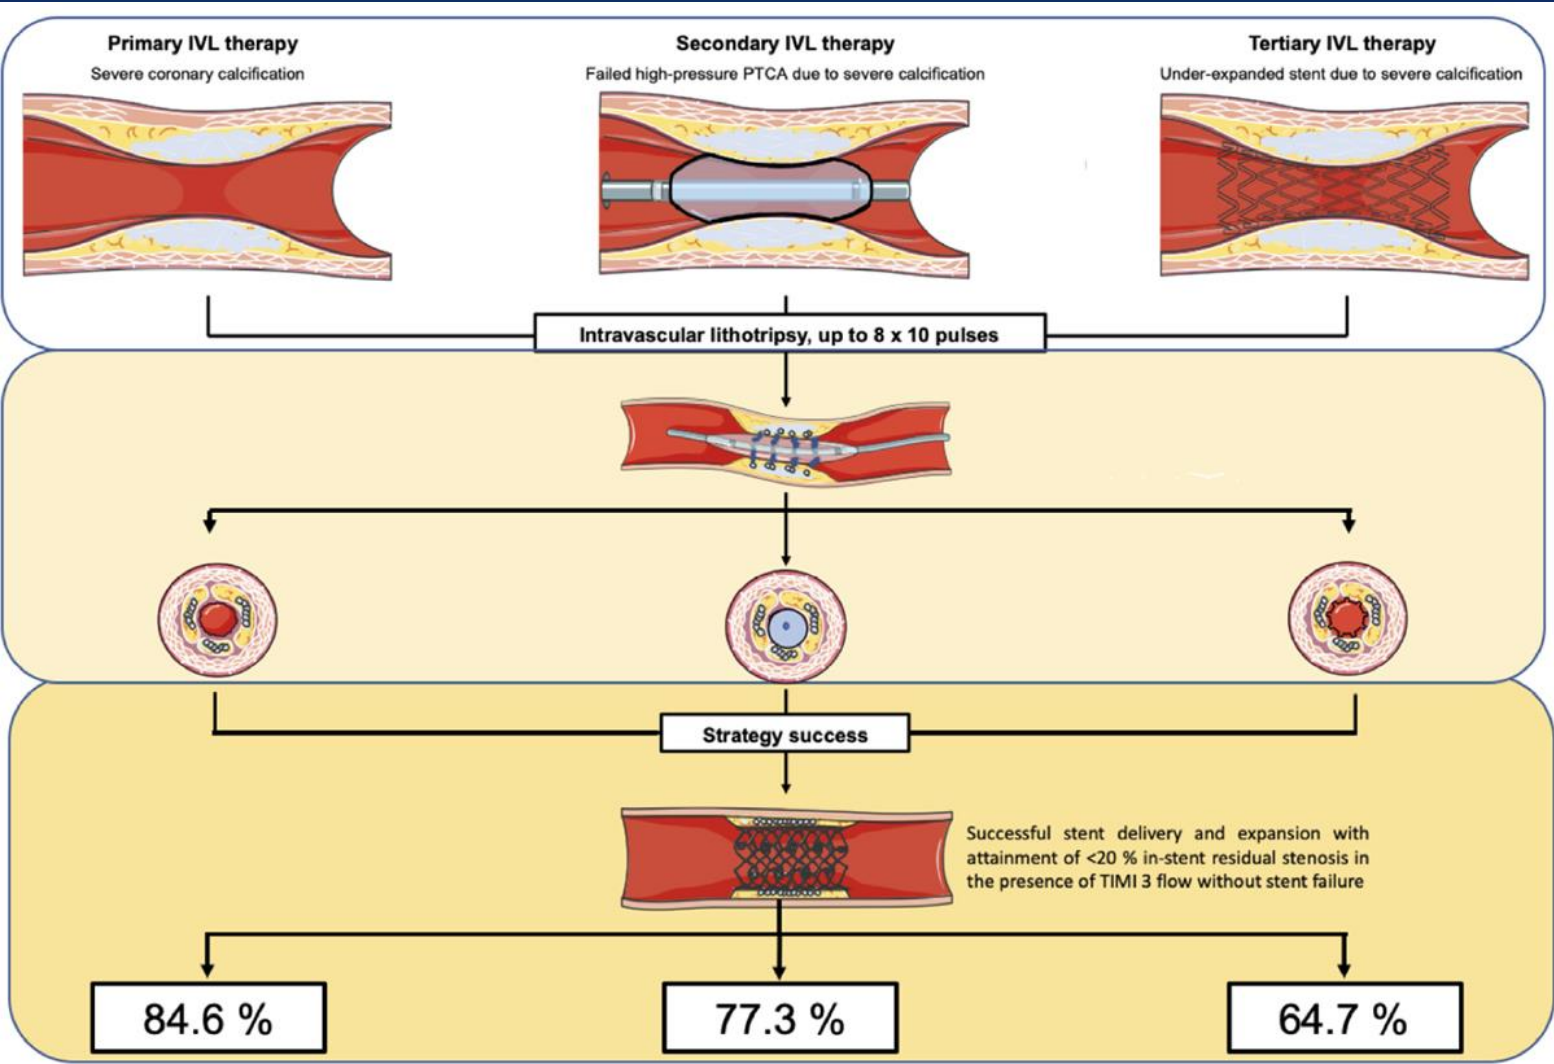 Primary IVL therapy
Severe coronary calcification
Secondary IVL therapy
Failed high-pressure PTCA due to severe calcification
Tertiary IVL therapy
Under-expanded stent due to severe calcification
Intravascular lithotripsy, up to 8 x 10 pulses
Strategy success
Successful stent delivery and expansion with
attainment of <20 % in-stent residual stenosis in
the presence of TIMI 3 flow without stent failure
84.6 %
77.3 %
64.7 %